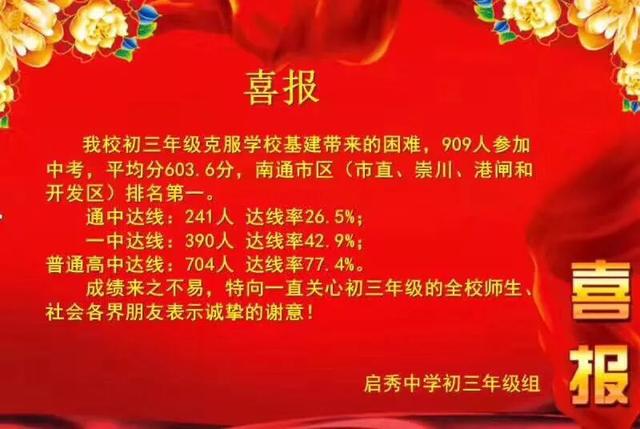 喜报
我校初三年级克服学校基建带来的困难，909人参加
中考，平均分603.6分，南通市区（市直、崇川、港闸和
开发区）排名第一。
通中达线：241人 达线率26.5%；
一中达线：390人 达线率42.9%；
普通高中达线：704人 达线率77.4%。
成绩来之不易，特向一直关心初三年级的全校师生、
社会各界朋友表示诚挚的谢意！
启秀中学初三年级组
喜
报